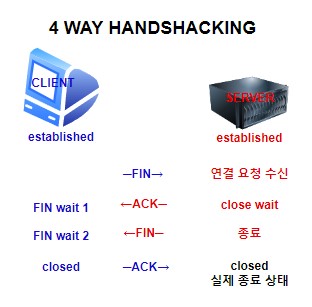 4 WAY HANDSHACKING
CLIENT SERVER
established established
─FIN→ 연결 요청 수신
FIN wait 1 ←ACK─ close wait
FIN wait 2 ←FIN─ 종료
closed ─ACK→ closed
실제 종료 상태